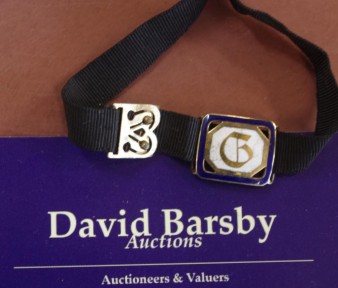 B
G
David Barsby
Auctions
Auctioneers & Valuers